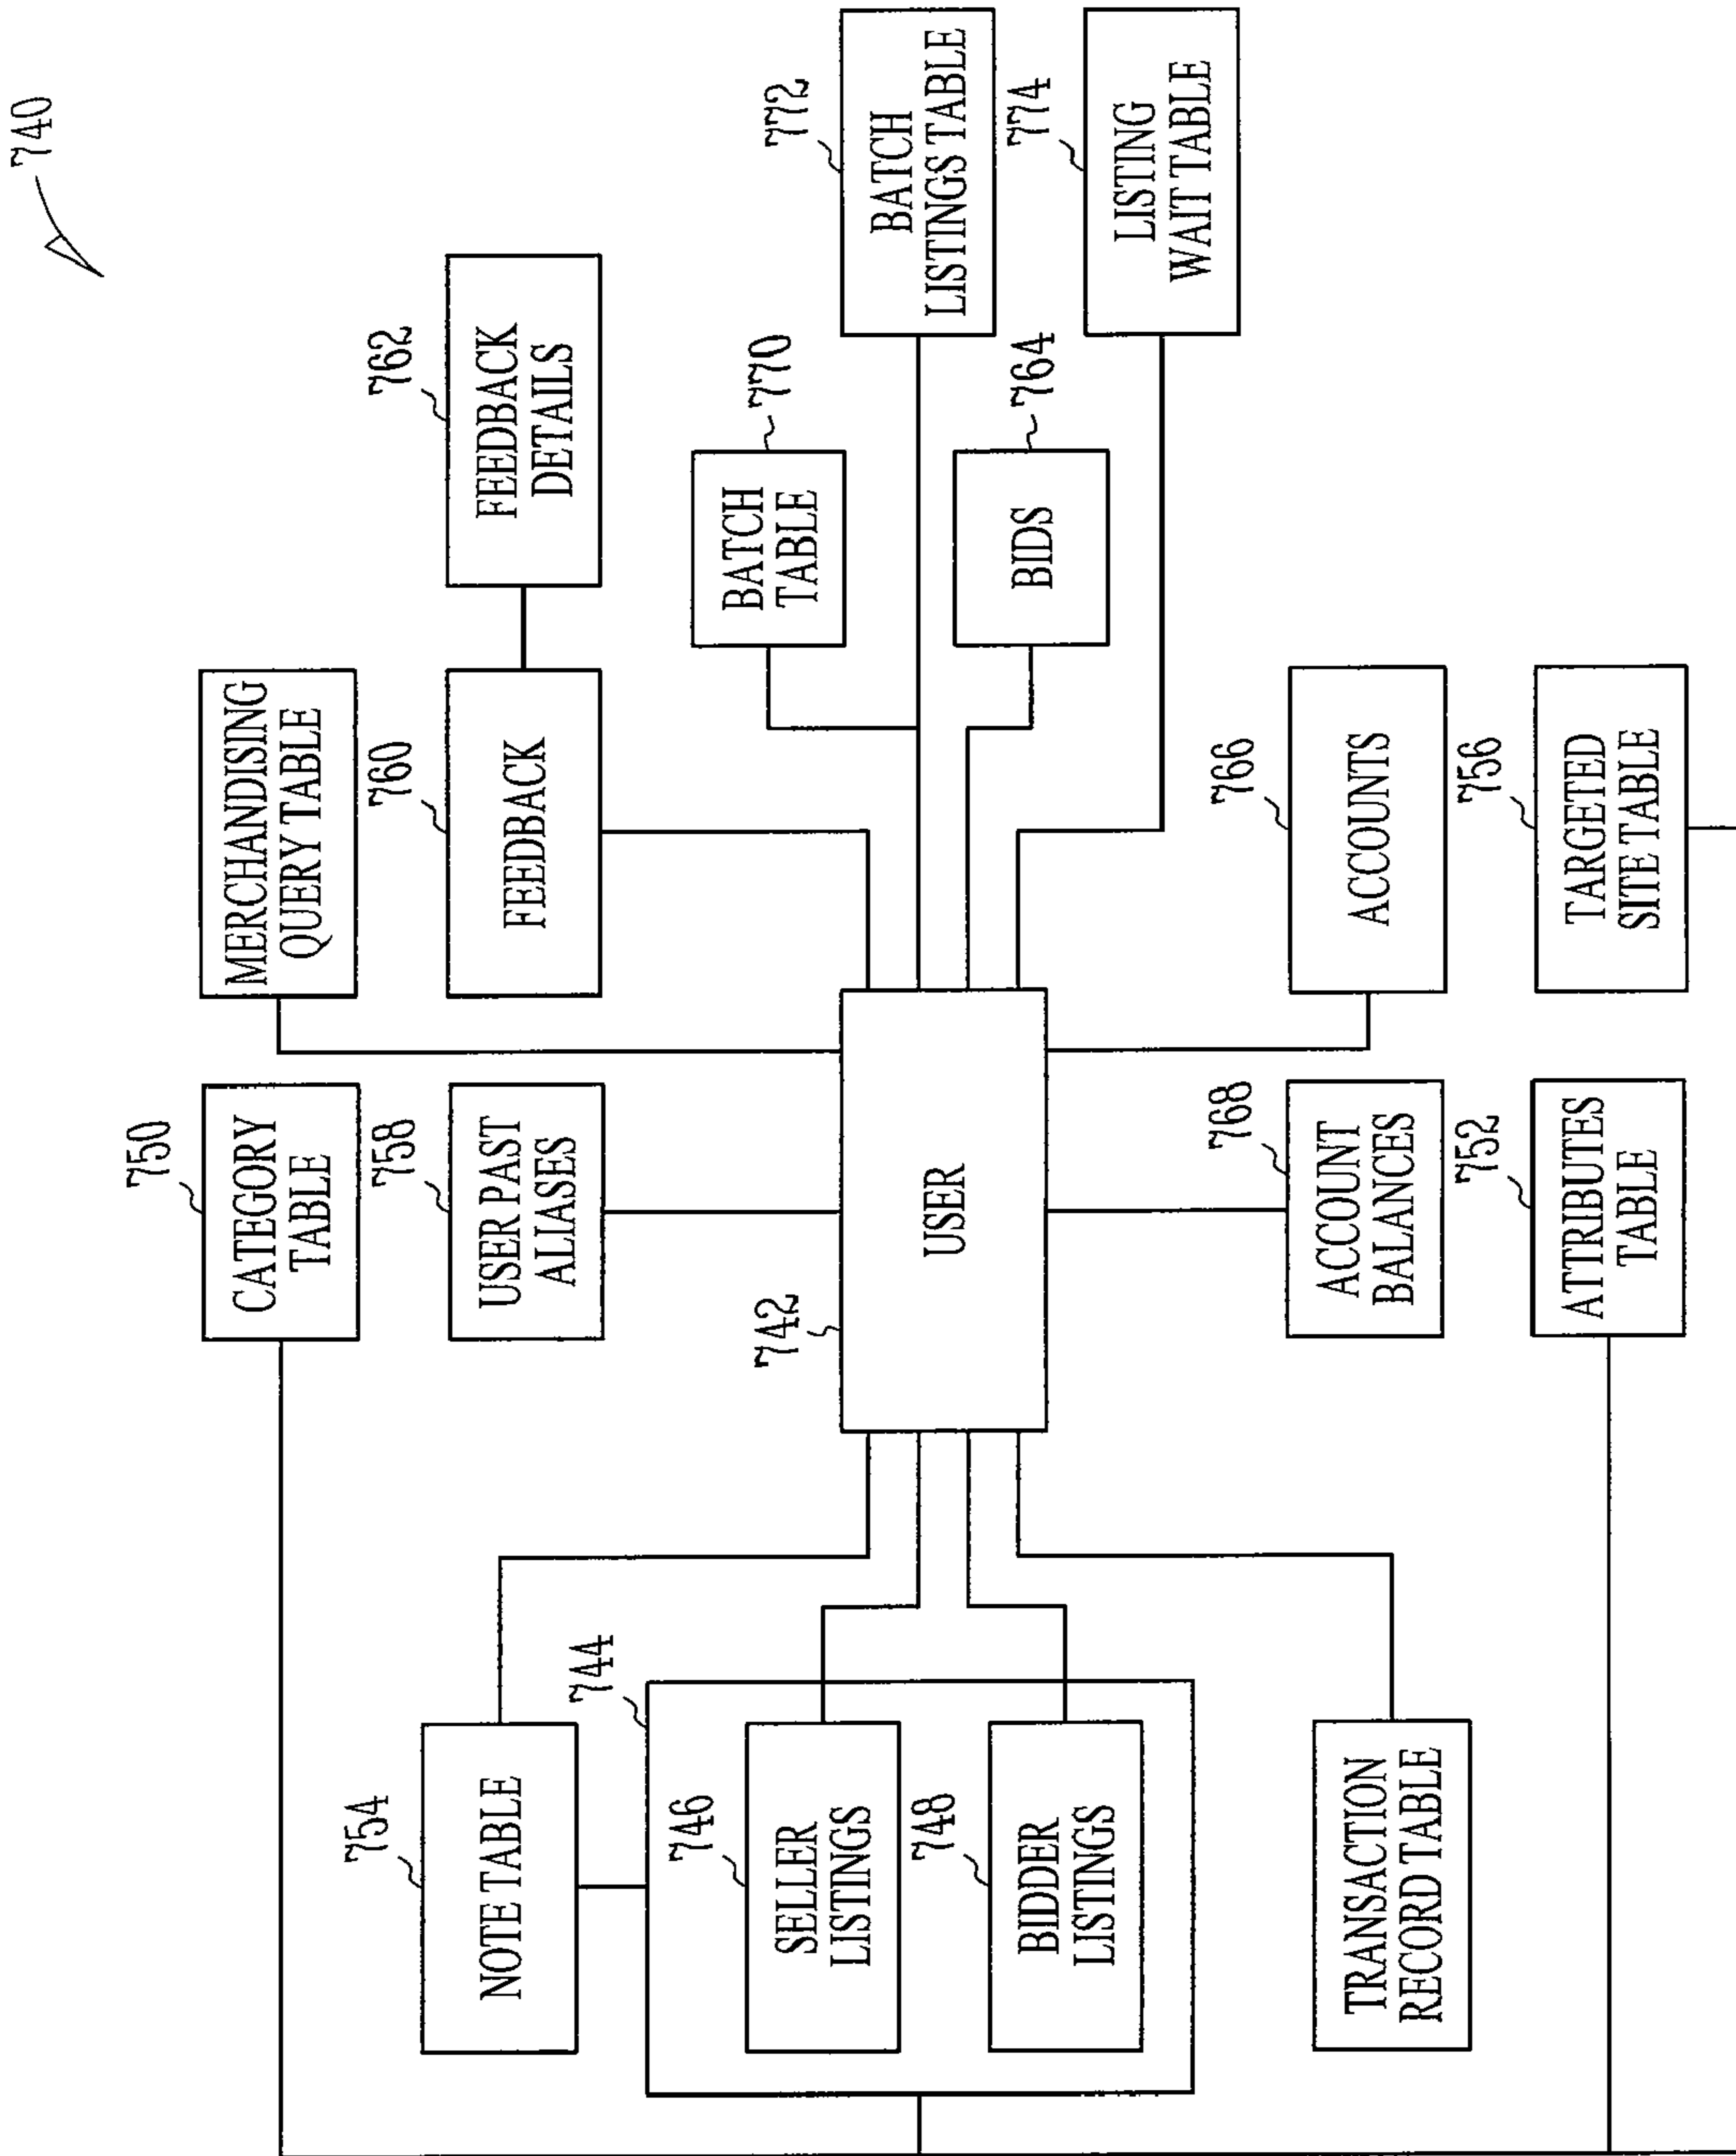 740
750
CATEGORY
TABLE
MERCHANDISING
QUERY TABLE
754
NOTE TABLE
758
USER PAST
ALIASES
760
FEEDBACK
762
FEEDBACK
DETAILS
744
746
SELLER
LISTINGS
748
BIDDER
LISTINGS
742
USER
770
BATCH
TABLE
772
BATCH
LISTINGS TABLE
764
BIDS
774
LISTING
WAIT TABLE
TRANSACTION
RECORD TABLE
768
ACCOUNT
BALANCES
766
ACCOUNTS
752
ATTRIBUTES
TABLE
756
TARGETED
SITE TABLE